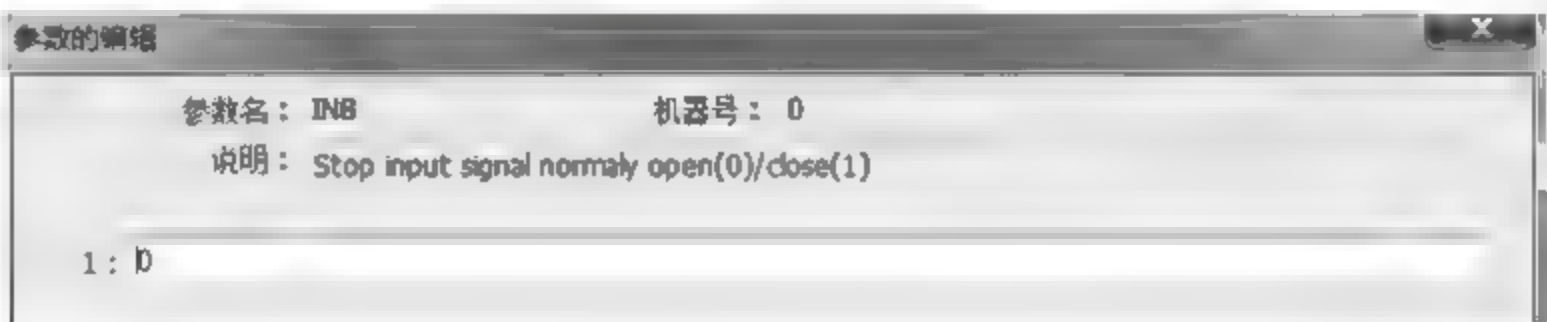 参数的编辑
参数名： INB 机器号： 0
说明： Stop input signal normaly open(0)/close(1)
1： 0